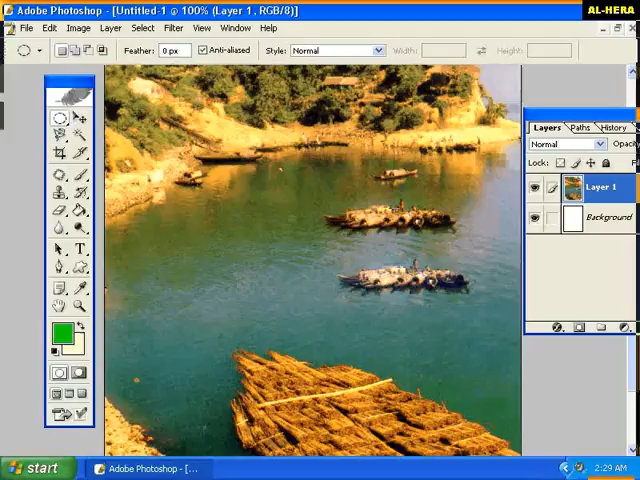 Adobe Photoshop - [Untitled-1 @ 100% (Layer 1, RGB/8)]
AL-HERA
File Edit Image Layer Select Filter View Window Help
Feather: 0 px Anti-aliased Style: Normal Width: Height:
Layers Paths History
Normal Opac
Lock:
Layer 1
Background
T
start Adobe Photoshop - [... 2:29 AM